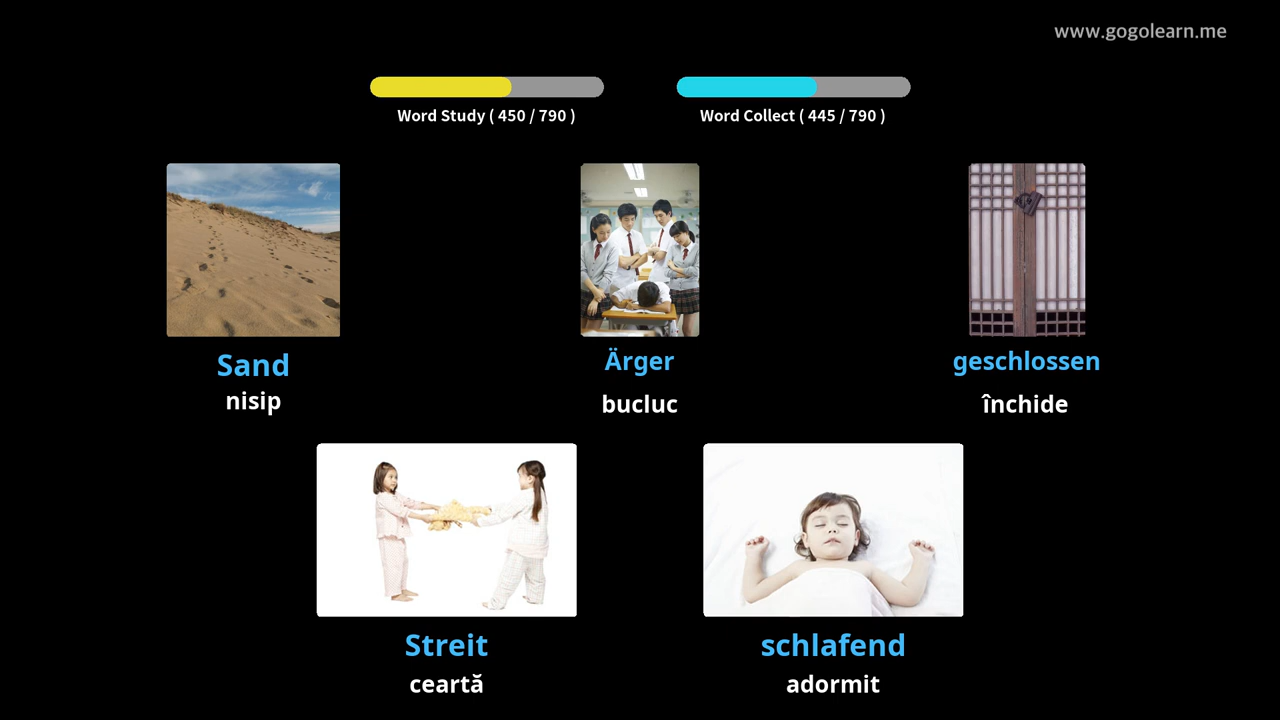 www.gogolearn.me
Word Study ( 450 / 790 )
Word Collect ( 445 / 790 )
Sand
nisip
Ärger
bucluc
geschlossen
închide
Streit
ceartă
schlafend
adormit